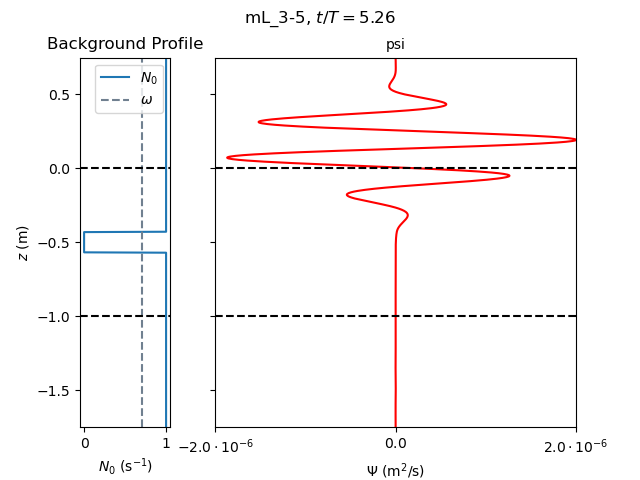 mL_3-5, t/T = 5.26
Background Profile
psi
N₀
ω
0.5
0.0
−0.5
−1.0
−1.5
z (m)
0
1
N₀ (s⁻¹)
−2.0 · 10⁻⁶
0.0
2.0 · 10⁻⁶
Ψ (m²/s)